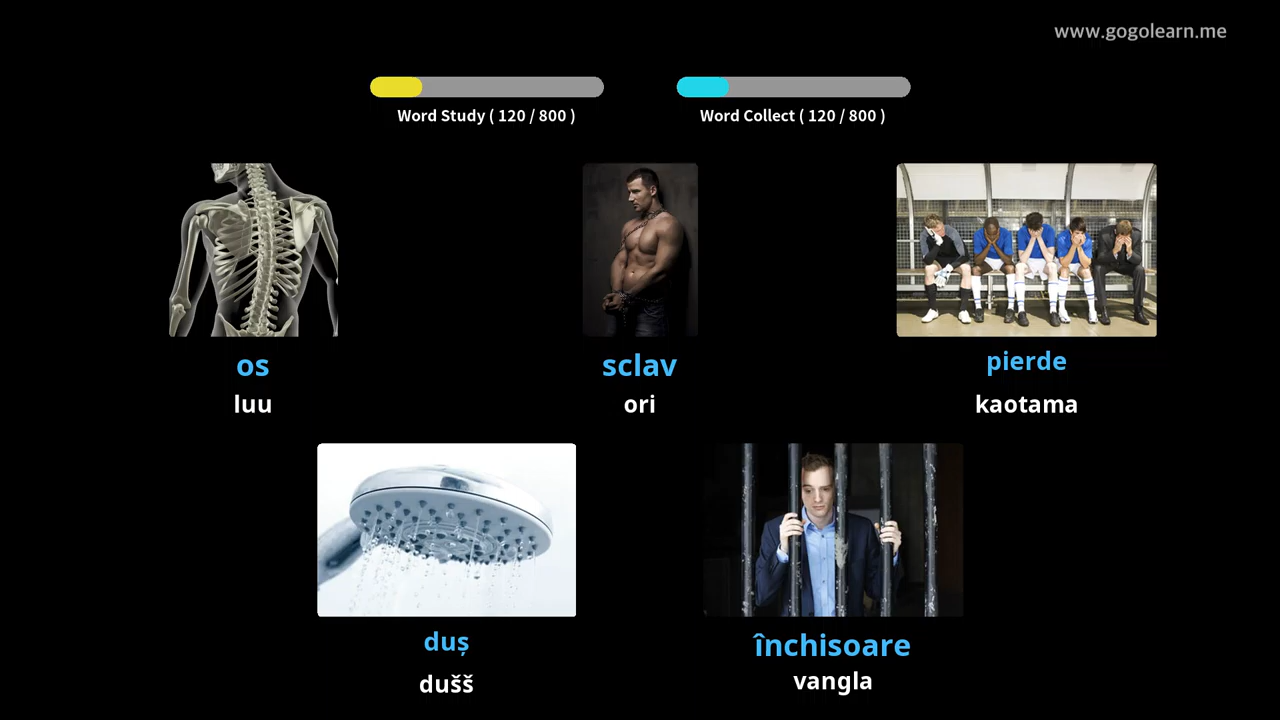 www.gogolearn.me
Word Study ( 120 / 800 )
Word Collect ( 120 / 800 )
os
luu
sclav
ori
pierde
kaotama
duș
dušš
închisoare
vangla